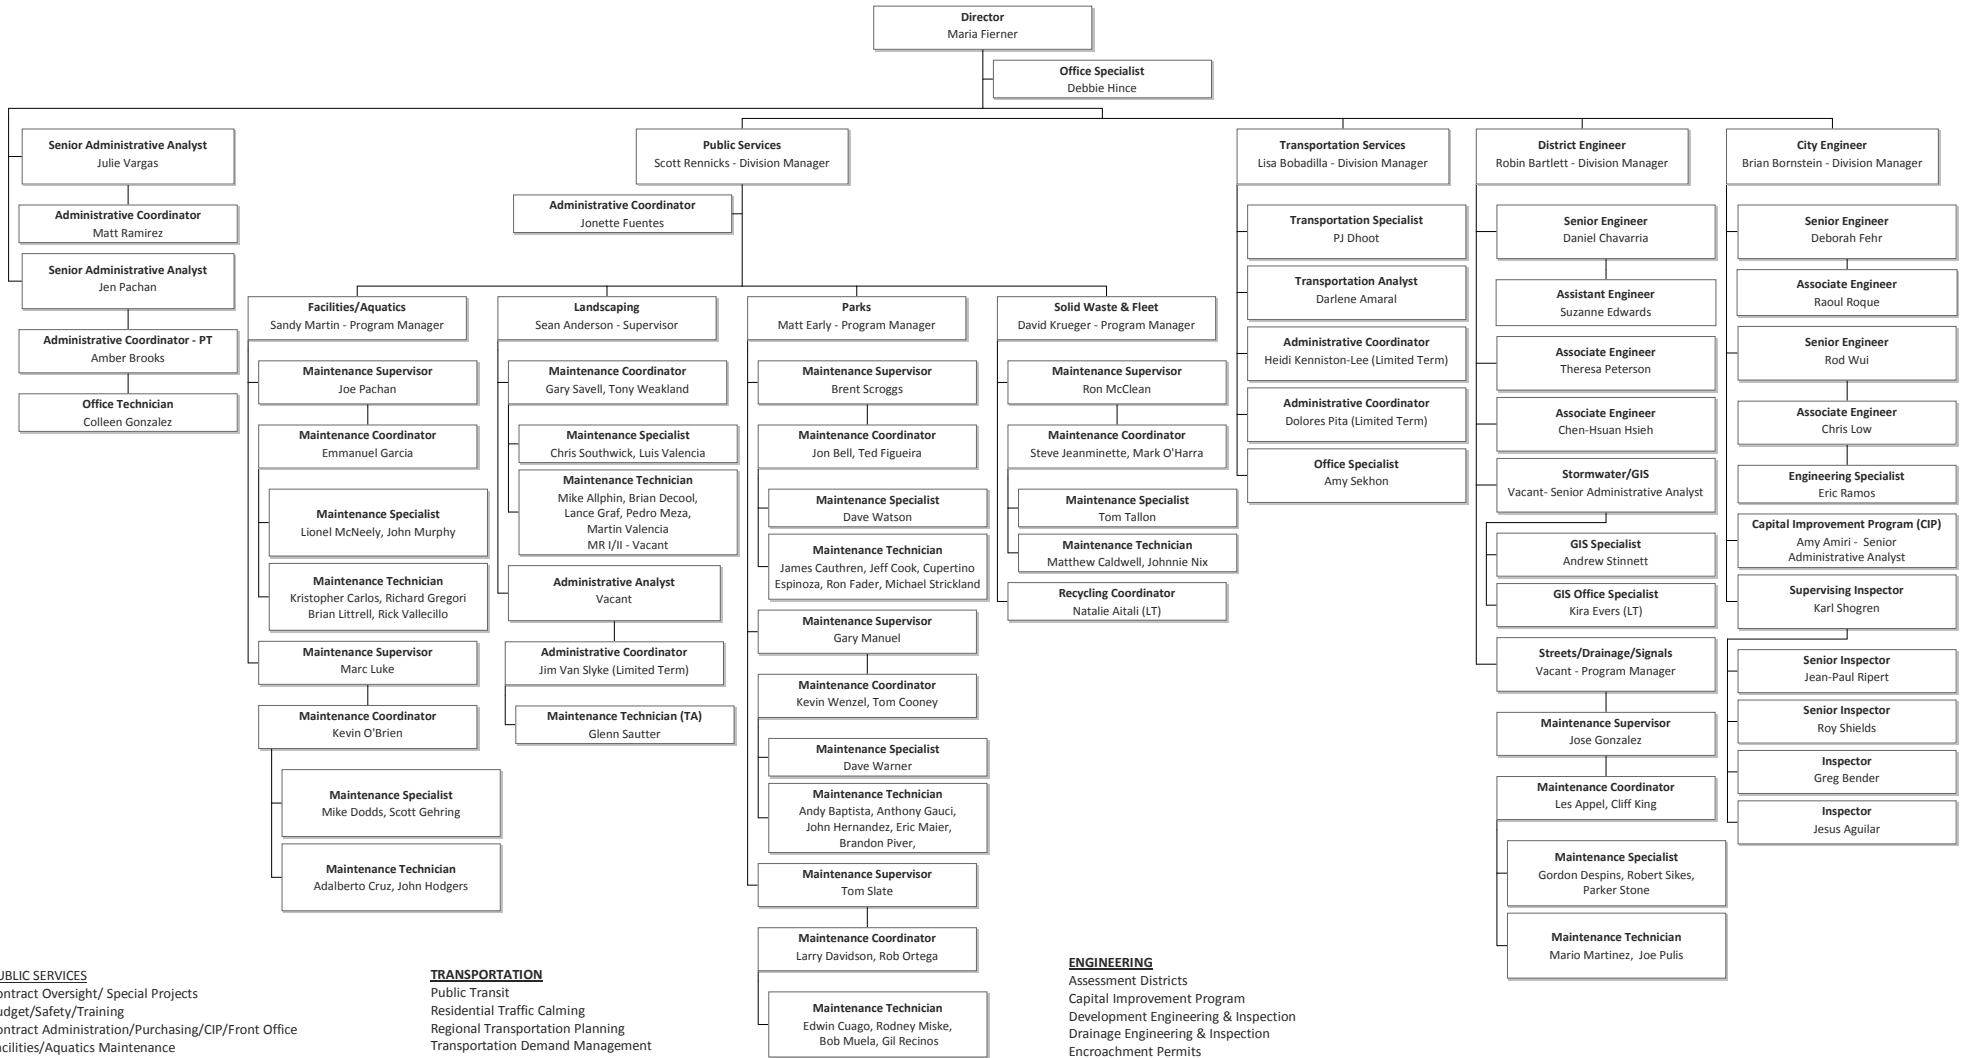 Director
Maria Fierner
Office Specialist
Debbie Hince
Senior Administrative Analyst
Julie Vargas
Administrative Coordinator
Matt Ramirez
Senior Administrative Analyst
Jen Pachan
Administrative Coordinator - PT
Amber Brooks
Office Technician
Colleen Gonzalez
Public Services
Scott Rennicks - Division Manager
Administrative Coordinator
Jonette Fuentes
Facilities/Aquatics
Sandy Martin - Program Manager
Maintenance Supervisor
Joe Pachan
Maintenance Coordinator
Emmanuel Garcia
Maintenance Specialist
Lionel McNeely, John Murphy
Maintenance Technician
Kristopher Carlos, Richard Gregori
Brian Littrell, Rick Vallecillo
Maintenance Supervisor
Marc Luke
Maintenance Coordinator
Kevin O'Brien
Maintenance Specialist
Mike Dodds, Scott Gehring
Maintenance Technician
Adalberto Cruz, John Hodgers
Landscaping
Sean Anderson - Supervisor
Maintenance Coordinator
Gary Savell, Tony Weakland
Maintenance Specialist
Chris Southwick, Luis Valencia
Maintenance Technician
Mike Allphin, Brian Decool,
Lance Graf, Pedro Meza,
Martin Valencia
MR I/II - Vacant
Administrative Analyst
Vacant
Administrative Coordinator
Jim Van Slyke (Limited Term)
Maintenance Technician (TA)
Glenn Sautter
Parks
Matt Early - Program Manager
Maintenance Supervisor
Brent Scroggs
Maintenance Coordinator
Jon Bell, Ted Figueira
Maintenance Specialist
Dave Watson
Maintenance Technician
James Cauthren, Jeff Cook, Cupertino
Espinoza, Ron Fader, Michael Strickland
Maintenance Supervisor
Gary Manuel
Maintenance Coordinator
Kevin Wenzel, Tom Cooney
Maintenance Specialist
Dave Warner
Maintenance Technician
Andy Baptista, Anthony Gauci,
John Hernandez, Eric Maier,
Brandon Piver,
Maintenance Supervisor
Tom Slate
Maintenance Coordinator
Larry Davidson, Rob Ortega
Maintenance Technician
Edwin Cuago, Rodney Miske,
Bob Muela, Gil Recinos
Solid Waste & Fleet
David Krueger - Program Manager
Maintenance Supervisor
Ron McClean
Maintenance Coordinator
Steve Jeanminette, Mark O'Harra
Maintenance Specialist
Tom Tallon
Maintenance Technician
Matthew Caldwell, Johnnie Nix
Recycling Coordinator
Natalie Aitali (LT)
Transportation Services
Lisa Bobadilla - Division Manager
Transportation Specialist
PJ Dhoot
Transportation Analyst
Darlene Amaral
Administrative Coordinator
Heidi Kenniston-Lee (Limited Term)
Administrative Coordinator
Dolores Pita (Limited Term)
Office Specialist
Amy Sekhon
District Engineer
Robin Bartlett - Division Manager
Senior Engineer
Daniel Chavarria
Assistant Engineer
Suzanne Edwards
Associate Engineer
Theresa Peterson
Associate Engineer
Chen-Hsuan Hsieh
Stormwater/GIS
Vacant- Senior Administrative Analyst
GIS Specialist
Andrew Stinnett
GIS Office Specialist
Kira Evers (LT)
Streets/Drainage/Signals
Vacant - Program Manager
Maintenance Supervisor
Jose Gonzalez
Maintenance Coordinator
Les Appel, Cliff King
Maintenance Specialist
Gordon Despins, Robert Sikes,
Parker Stone
Maintenance Technician
Mario Martinez, Joe Pulis
City Engineer
Brian Bornstein - Division Manager
Senior Engineer
Deborah Fehr
Associate Engineer
Raoul Roque
Senior Engineer
Rod Wui
Associate Engineer
Chris Low
Engineering Specialist
Eric Ramos
Capital Improvement Program (CIP)
Amy Amiri - Senior
Administrative Analyst
Supervising Inspector
Karl Shogren
Senior Inspector
Jean-Paul Ripert
Senior Inspector
Roy Shields
Inspector
Greg Bender
Inspector
Jesus Aguilar
UBLIC SERVICES
ontract Oversight/ Special Projects
udget/Safety/Training
ontract Administration/Purchasing/CIP/Front Office
acilities/Aquatics Maintenance
TRANSPORTATION
Public Transit
Residential Traffic Calming
Regional Transportation Planning
Transportation Demand Management
ENGINEERING
Assessment Districts
Capital Improvement Program
Development Engineering & Inspection
Drainage Engineering & Inspection
Encroachment Permits